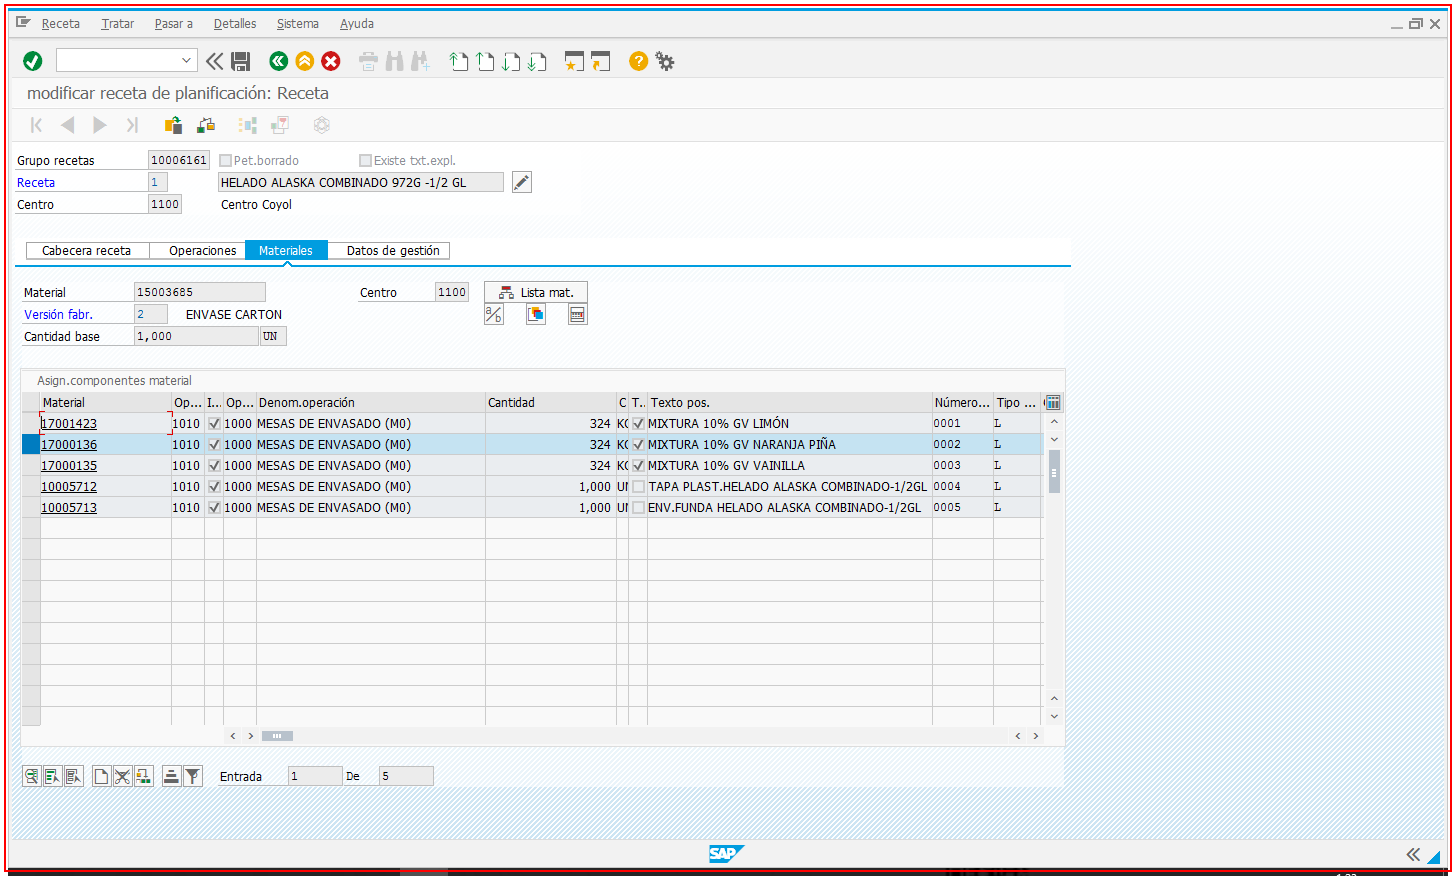 Receta Tratar Pasar a Detalles Sistema Ayuda
modificar receta de planificación: Receta
Grupo recetas 10006161 Pet.borrado Existe txt.expl.
Receta 1 HELADO ALASKA COMBINADO 972G -1/2 GL
Centro 1100 Centro Coyol
Cabecera receta Operaciones Materiales Datos de gestión
Material 15003685 Centro 1100 Lista mat.
Versión fabr. 2 ENVASE CARTON a/b
Cantidad base 1,000 UN
Asign.componentes material
Material Op... I... Op... Denom.operación Cantidad C T.. Texto pos. Número... Tipo ...
17001423 1010 1000 MESAS DE ENVASADO (M0) 324 KG MIXTURA 10% GV LIMÓN 0001 L
17000136 1010 1000 MESAS DE ENVASADO (M0) 324 KG MIXTURA 10% GV NARANJA PIÑA 0002 L
17000135 1010 1000 MESAS DE ENVASADO (M0) 324 KG MIXTURA 10% GV VAINILLA 0003 L
10005712 1010 1000 MESAS DE ENVASADO (M0) 1,000 UN TAPA PLAST.HELADO ALASKA COMBINADO-1/2GL 0004 L
10005713 1010 1000 MESAS DE ENVASADO (M0) 1,000 UN ENV.FUNDA HELADO ALASKA COMBINADO-1/2GL 0005 L
Entrada 1 De 5
SAP